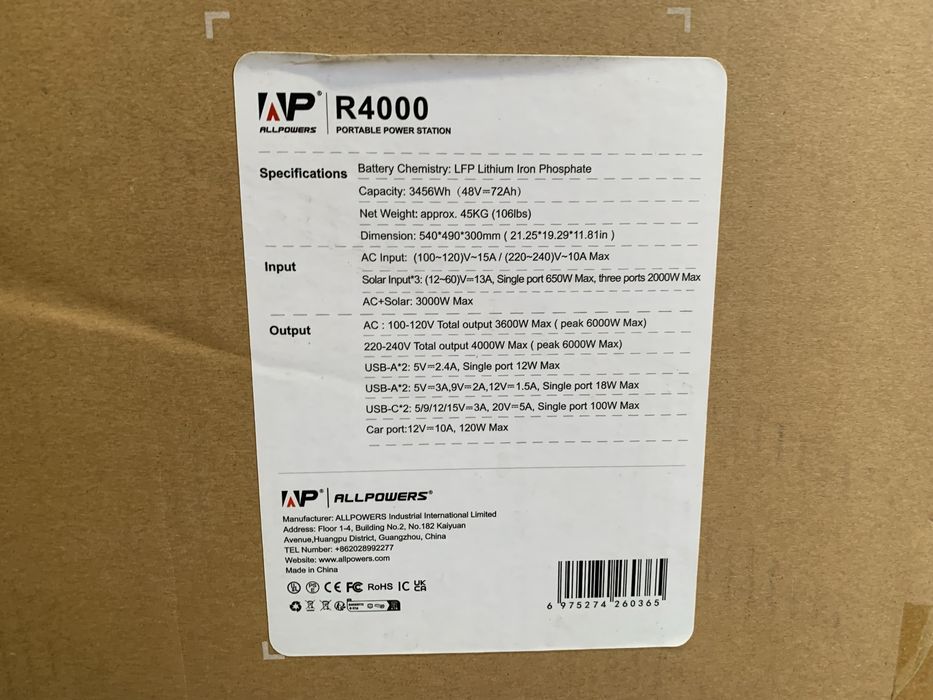 AP® R4000
ALLPOWERS PORTABLE POWER STATION
Specifications Battery Chemistry: LFP Lithium Iron Phosphate
Capacity: 3456Wh (48V⎓72Ah)
Net Weight: approx. 45KG (106lbs)
Dimension: 540*490*300mm ( 21.25*19.29*11.81in )
Input AC Input: (100~120)V~15A / (220~240)V~10A Max
Solar Input*3: (12~60)V⎓13A, Single port 650W Max, three ports 2000W Max
AC+Solar: 3000W Max
Output AC : 100-120V Total output 3600W Max ( peak 6000W Max)
220-240V Total output 4000W Max ( peak 6000W Max)
USB-A*2: 5V⎓2.4A, Single port 12W Max
USB-A*2: 5V⎓3A,9V⎓2A,12V⎓1.5A, Single port 18W Max
USB-C*2: 5/9/12/15V⎓3A, 20V⎓5A, Single port 100W Max
Car port:12V⎓10A, 120W Max
AP® ALLPOWERS®
Manufacturer: ALLPOWERS Industrial International Limited
Address: Floor 1-4, Building No.2, No.182 Kaiyuan
Avenue,Huangpu District, Guangzhou, China
TEL Number: +862028992277
Website: www.allpowers.com
Made in China
CE FC RoHS IC UKCA
6 975274 260365